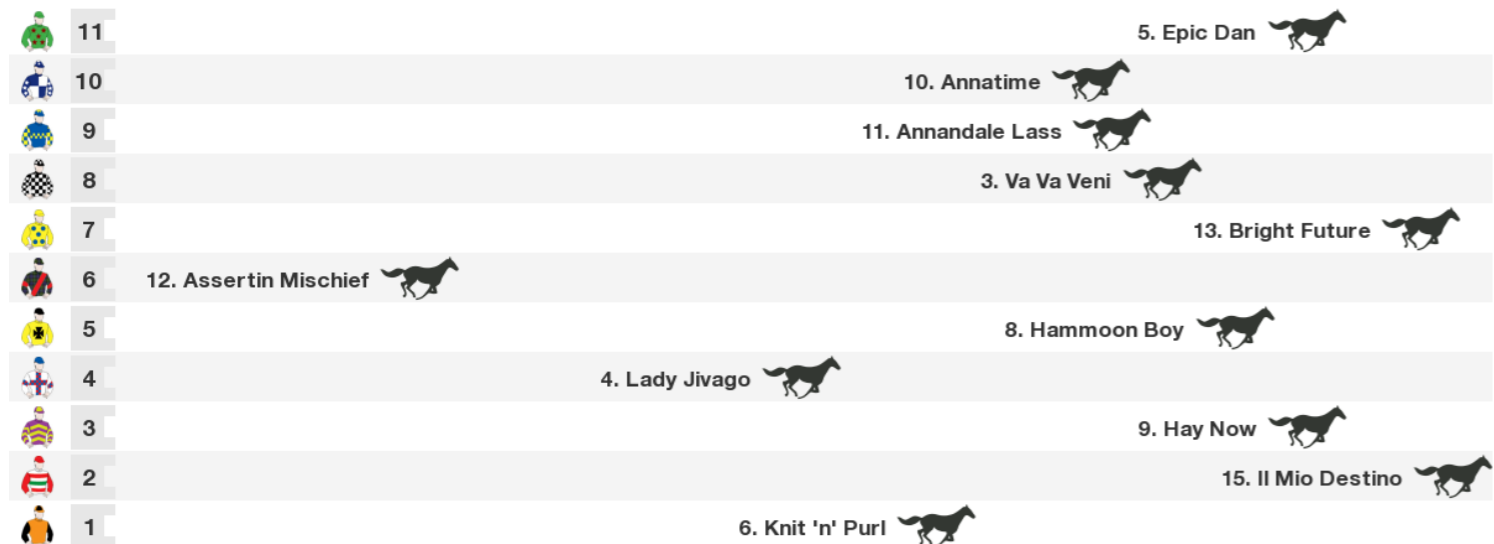 11 5. Epic Dan
10 10. Annatime
9 11. Annandale Lass
8 3. Va Va Veni
7 13. Bright Future
6 12. Assertin Mischief
5 8. Hammoon Boy
4 4. Lady Jivago
3 9. Hay Now
2 15. Il Mio Destino
1 6. Knit 'n' Purl